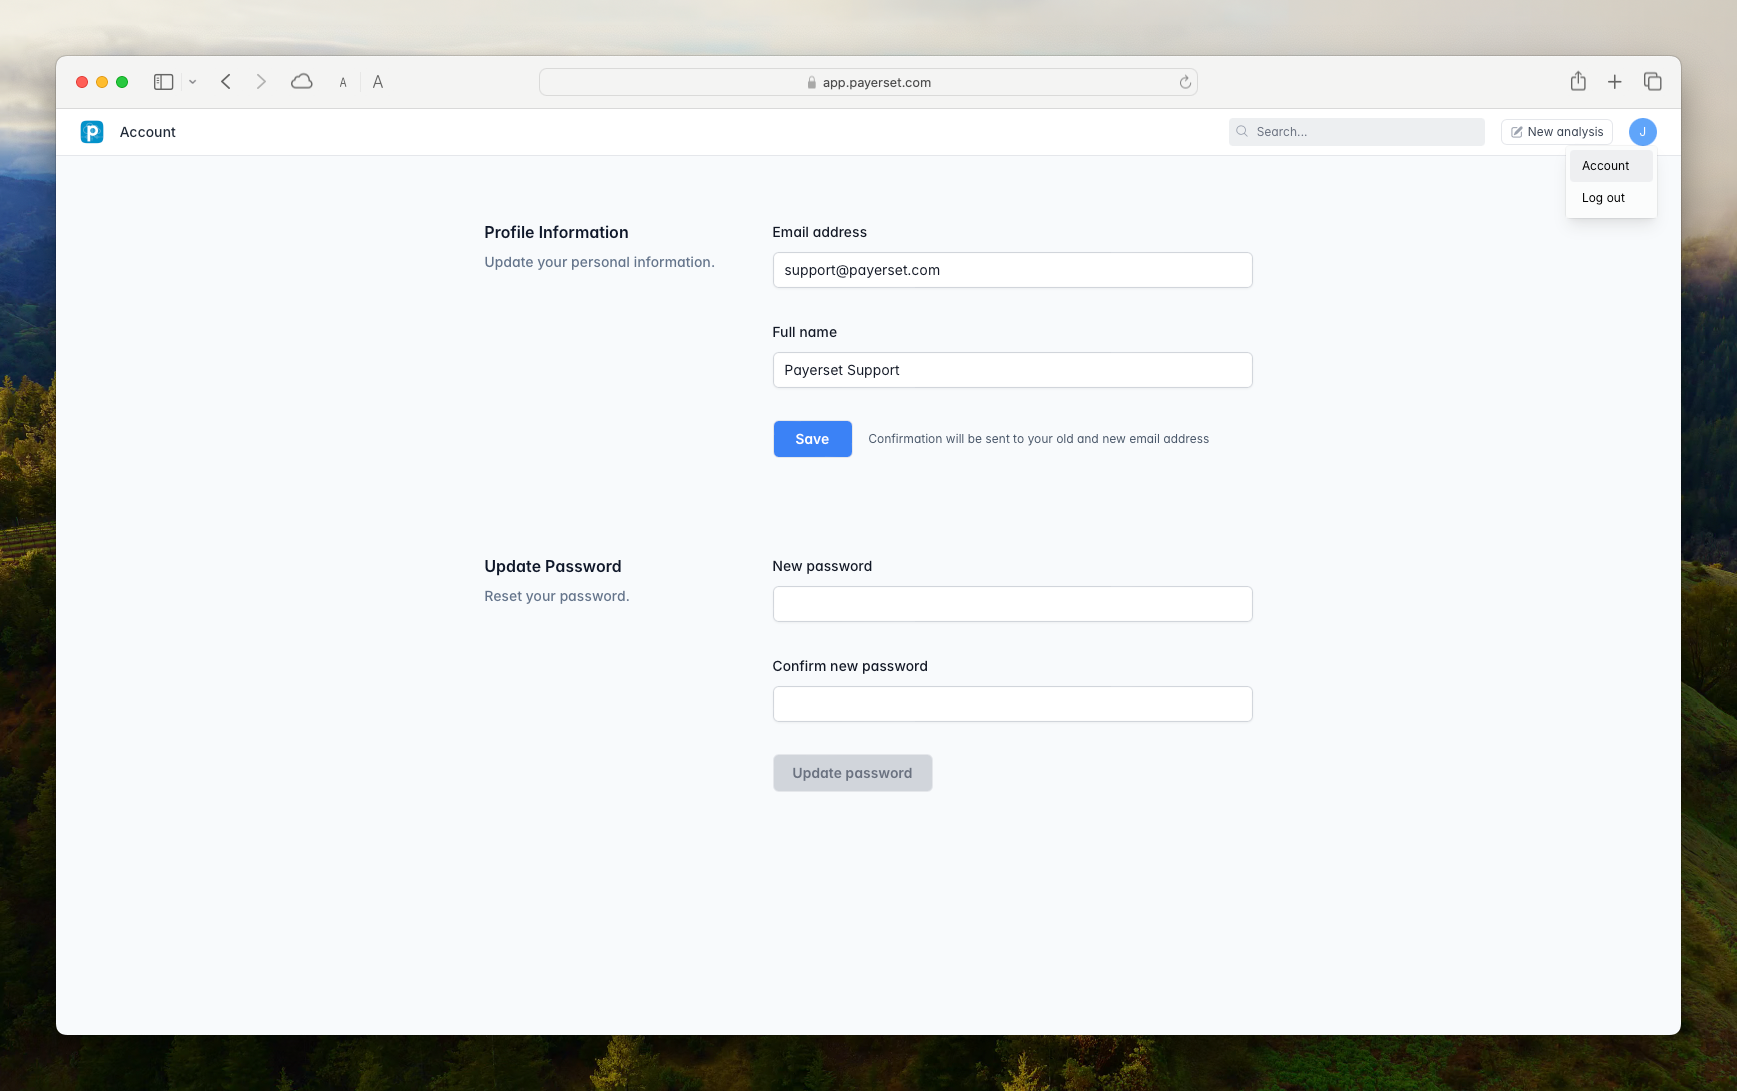 A A
app.payerset.com
p
Account
Search...
New analysis
J
Account
Log out
Profile Information
Update your personal information.
Email address
support@payerset.com
Full name
Payerset Support
Save
Confirmation will be sent to your old and new email address
Update Password
Reset your password.
New password
Confirm new password
Update password